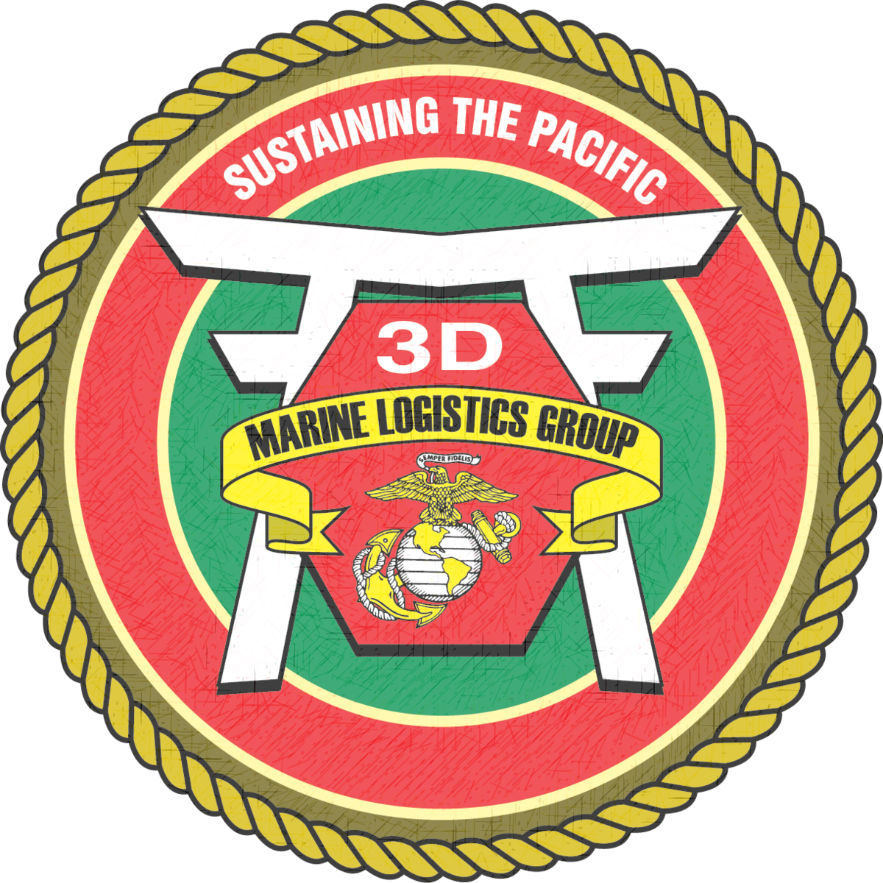 SUSTAINING THE PACIFIC
3D
MARINE LOGISTICS GROUP
SEMPER FIDELIS